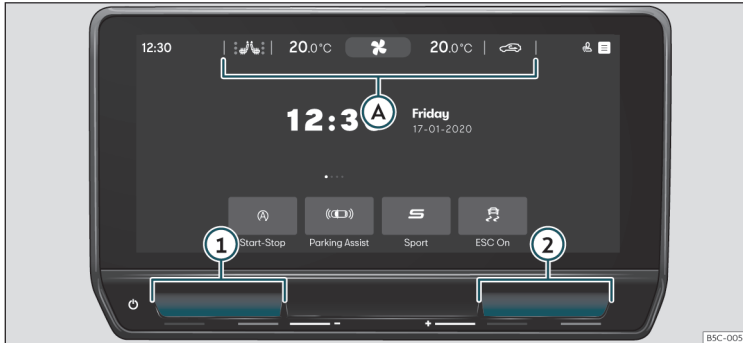 12:30 20.0°C 20.0°C
A
12:3 Friday
17-01-2020
Start-Stop Parking Assist Sport ESC On
1 2
- +
B5C-005